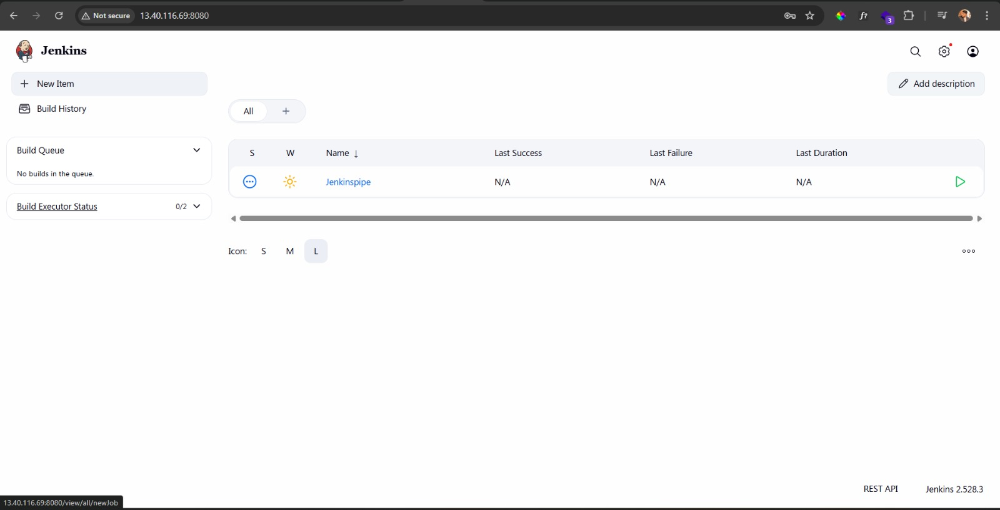 Not secure 13.40.116.69:8080
3
Jenkins
New Item
Add description
Build History
All
Build Queue
No builds in the queue.
Build Executor Status 0/2
S W Name ↓ Last Success Last Failure Last Duration
Jenkinspipe N/A N/A N/A
Icon: S M L
REST API Jenkins 2.528.3
13.40.116.69:8080/view/all/newJob